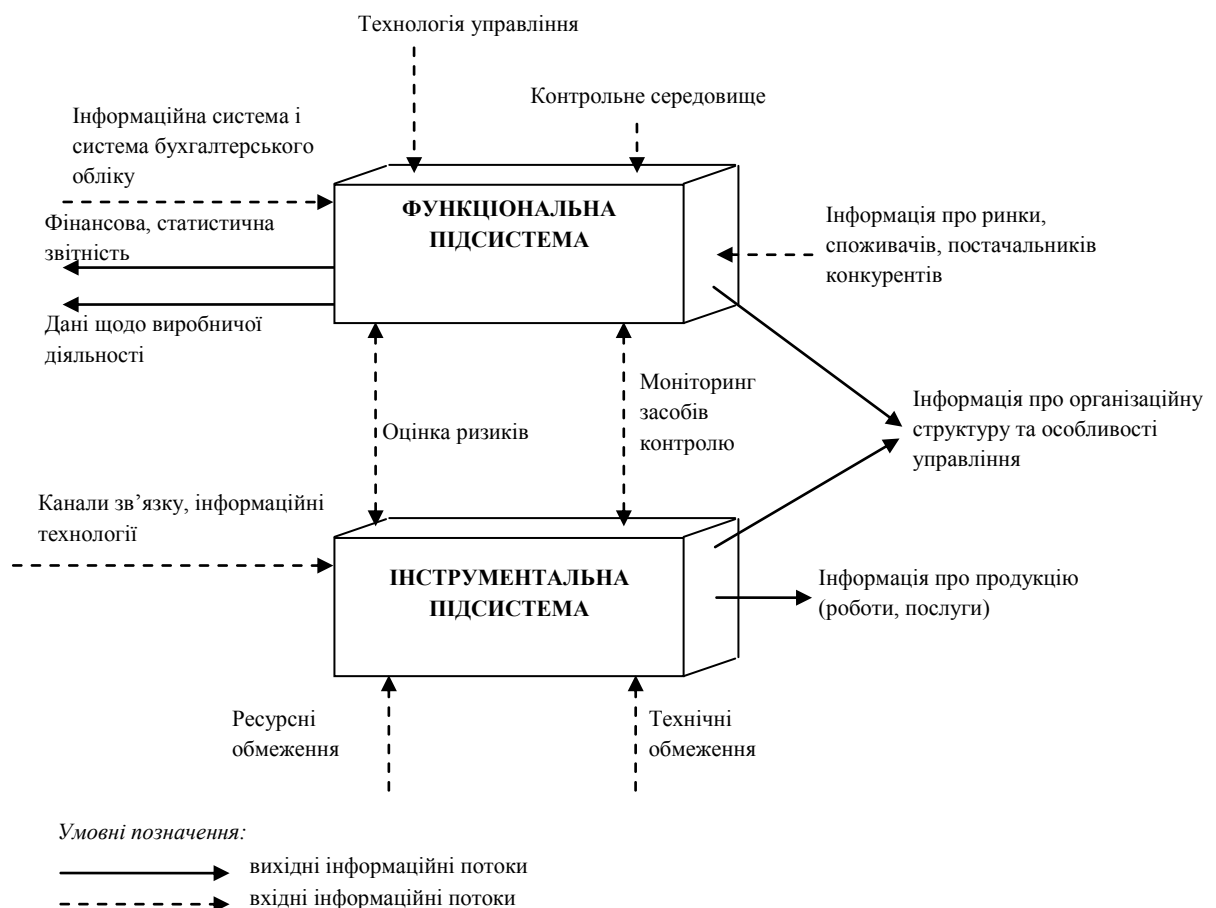 Технологія управління
Контрольне середовище
Інформаційна система і
система бухгалтерського
обліку
ФУНКЦІОНАЛЬНА
ПІДСИСТЕМА
Інформація про ринки,
споживачів, постачальників
конкурентів
Фінансова, статистична
звітність
Дані щодо виробничої
діяльності
Оцінка ризиків
Моніторинг
засобів
контролю
Інформація про організаційну
структуру та особливості
управління
Канали зв’язку, інформаційні
технології
ІНСТРУМЕНТАЛЬНА
ПІДСИСТЕМА
Інформація про продукцію
(роботи, послуги)
Ресурсні
обмеження
Технічні
обмеження
Умовні позначення:
вихідні інформаційні потоки
вхідні інформаційні потоки